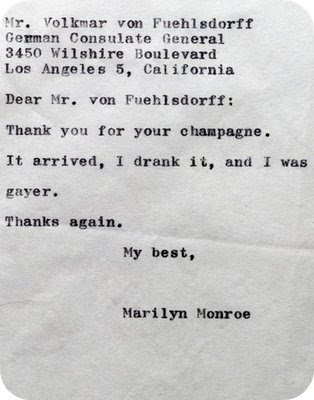 Mr. Volkmar von Fuehlsdorff
German Consulate General
3450 Wilshire Boulevard
Los Angeles 5, California
Dear Mr. von Fuehlsdorff:
Thank you for your champagne.
It arrived, I drank it, and I was
gayer.
Thanks again.
My best,
Marilyn Monroe